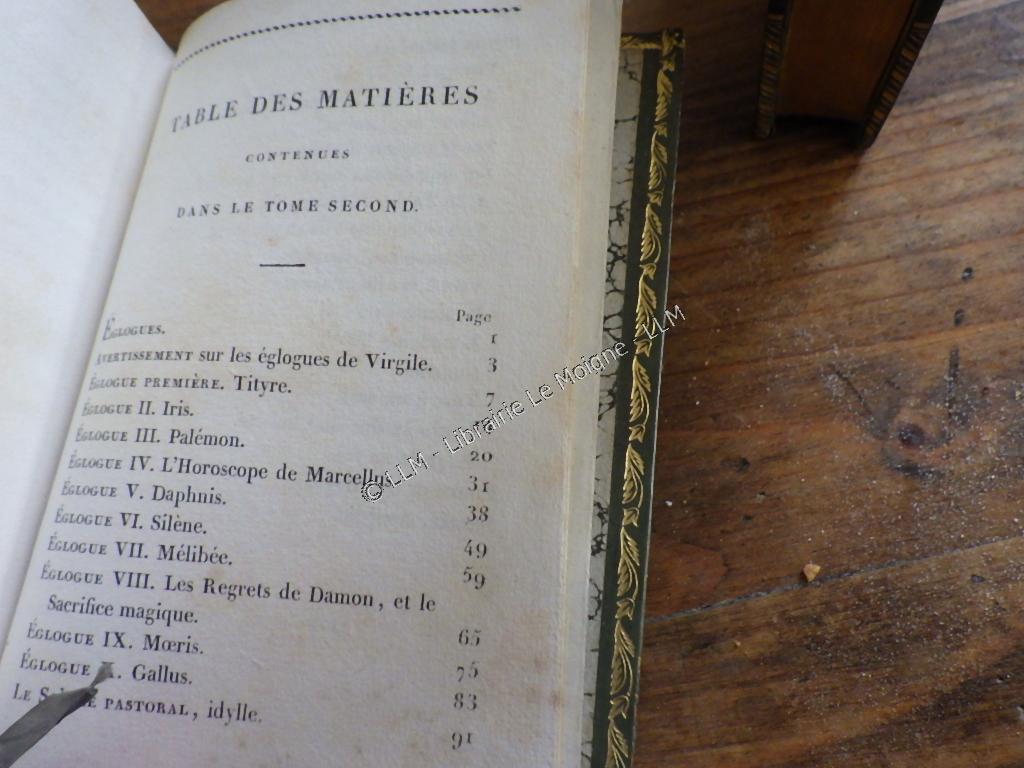 TABLE DES MATIÈRES
CONTENUES
DANS LE TOME SECOND.
Page
ÉGLOGUES. 1
AVERTISSEMENT sur les églogues de Virgile. 3
ÉGLOGUE PREMIÈRE. Tityre. 7
ÉGLOGUE II. Iris.
ÉGLOGUE III. Palémon. 20
ÉGLOGUE IV. L'Horoscope de Marcellus. 31
ÉGLOGUE V. Daphnis. 38
ÉGLOGUE VI. Silène. 49
ÉGLOGUE VII. Mélibée. 59
ÉGLOGUE VIII. Les Regrets de Damon, et le
Sacrifice magique. 65
ÉGLOGUE IX. Mœris. 75
ÉGLOGUE X. Gallus. 83
LE PASTORAL, idylle. 91
© LLM - Librairie Le Moigne - LLM